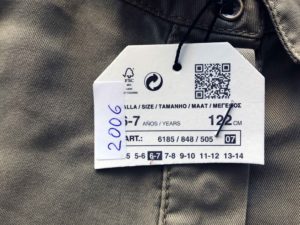 FSC
ALLA / SIZE / TAMANHO / MAAT / ΜΕΓΕΘΟΣ
6-7 AÑOS / YEARS 122 CM
ART.: 6185 / 848 / 505 07
5 5-6 6-7 7-8 9-10 11-12 13-14
2006